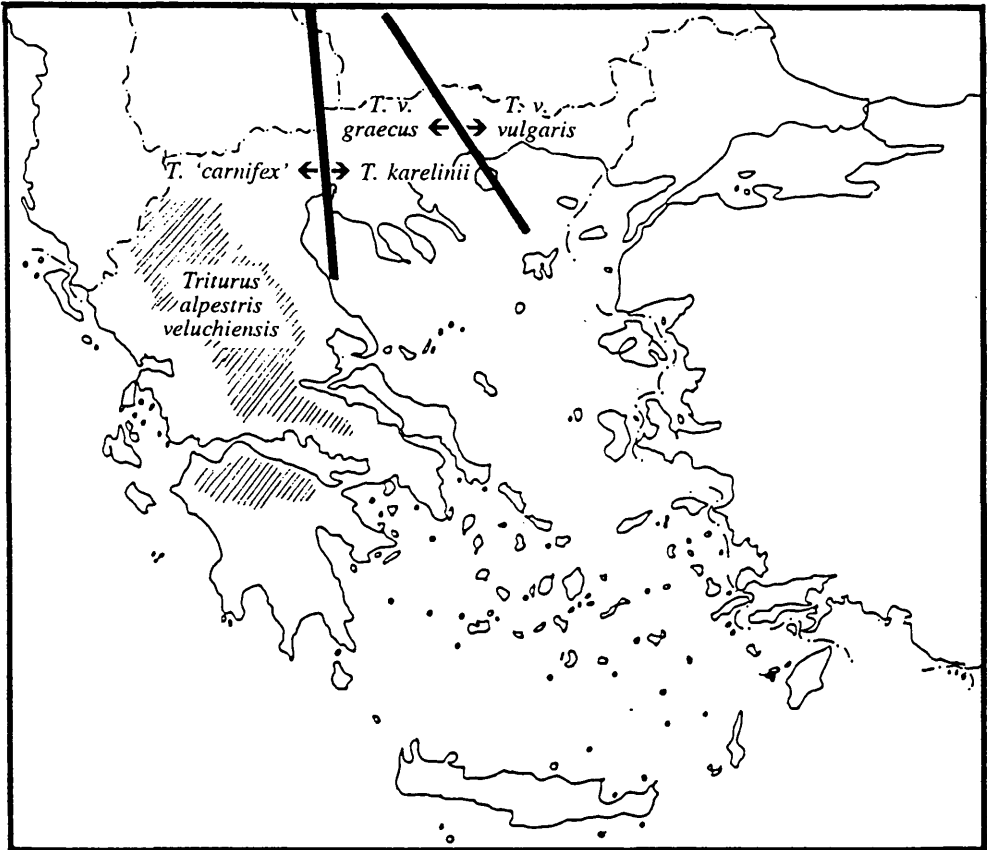 T. v.
graecus
T. v.
vulgaris
T. 'carnifex'
T. karelinii
Triturus
alpestris
veluchiensis